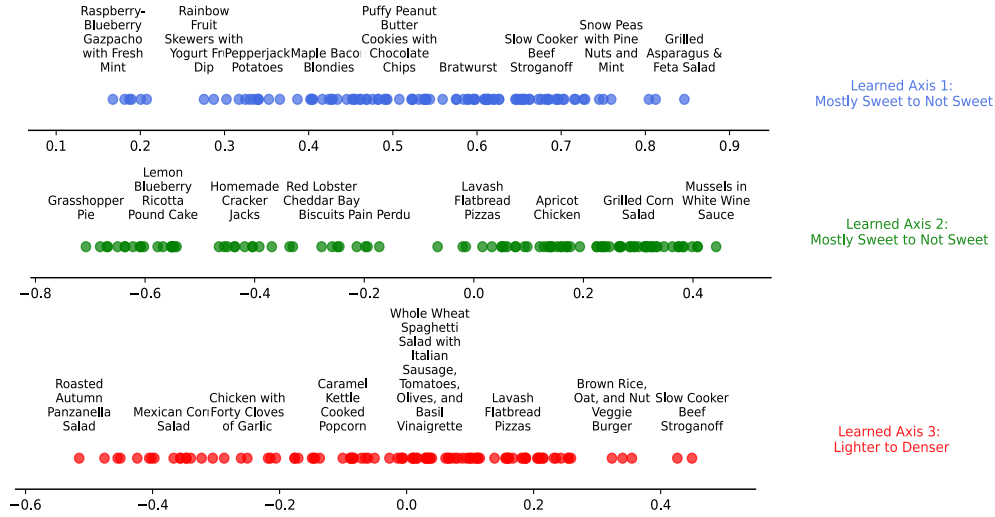 Raspberry-
Blueberry
Gazpacho
with Fresh
Mint
Rainbow
Fruit
Skewers with
Yogurt Fru
Dip
Pepperjack
Potatoes
Maple Bacon
Blondies
Puffy Peanut
Butter
Cookies with
Chocolate
Chips
Bratwurst
Slow Cooker
Beef
Stroganoff
Snow Peas
with Pine
Nuts and
Mint
Grilled
Asparagus &
Feta Salad
Learned Axis 1:
Mostly Sweet to Not Sweet
0.1 0.2 0.3 0.4 0.5 0.6 0.7 0.8 0.9
Grasshopper
Pie
Lemon
Blueberry
Ricotta
Pound Cake
Homemade
Cracker
Jacks
Red Lobster
Cheddar Bay
Biscuits
Pain Perdu
Lavash
Flatbread
Pizzas
Apricot
Chicken
Grilled Corn
Salad
Mussels in
White Wine
Sauce
Learned Axis 2:
Mostly Sweet to Not Sweet
−0.8 −0.6 −0.4 −0.2 0.0 0.2 0.4
Roasted
Autumn
Panzanella
Salad
Mexican Corn
Salad
Chicken with
Forty Cloves
of Garlic
Caramel
Kettle
Cooked
Popcorn
Whole Wheat
Spaghetti
Salad with
Italian
Sausage,
Tomatoes,
Olives, and
Basil
Vinaigrette
Lavash
Flatbread
Pizzas
Brown Rice,
Oat, and Nut
Veggie
Burger
Slow Cooker
Beef
Stroganoff
Learned Axis 3:
Lighter to Denser
−0.6 −0.4 −0.2 0.0 0.2 0.4